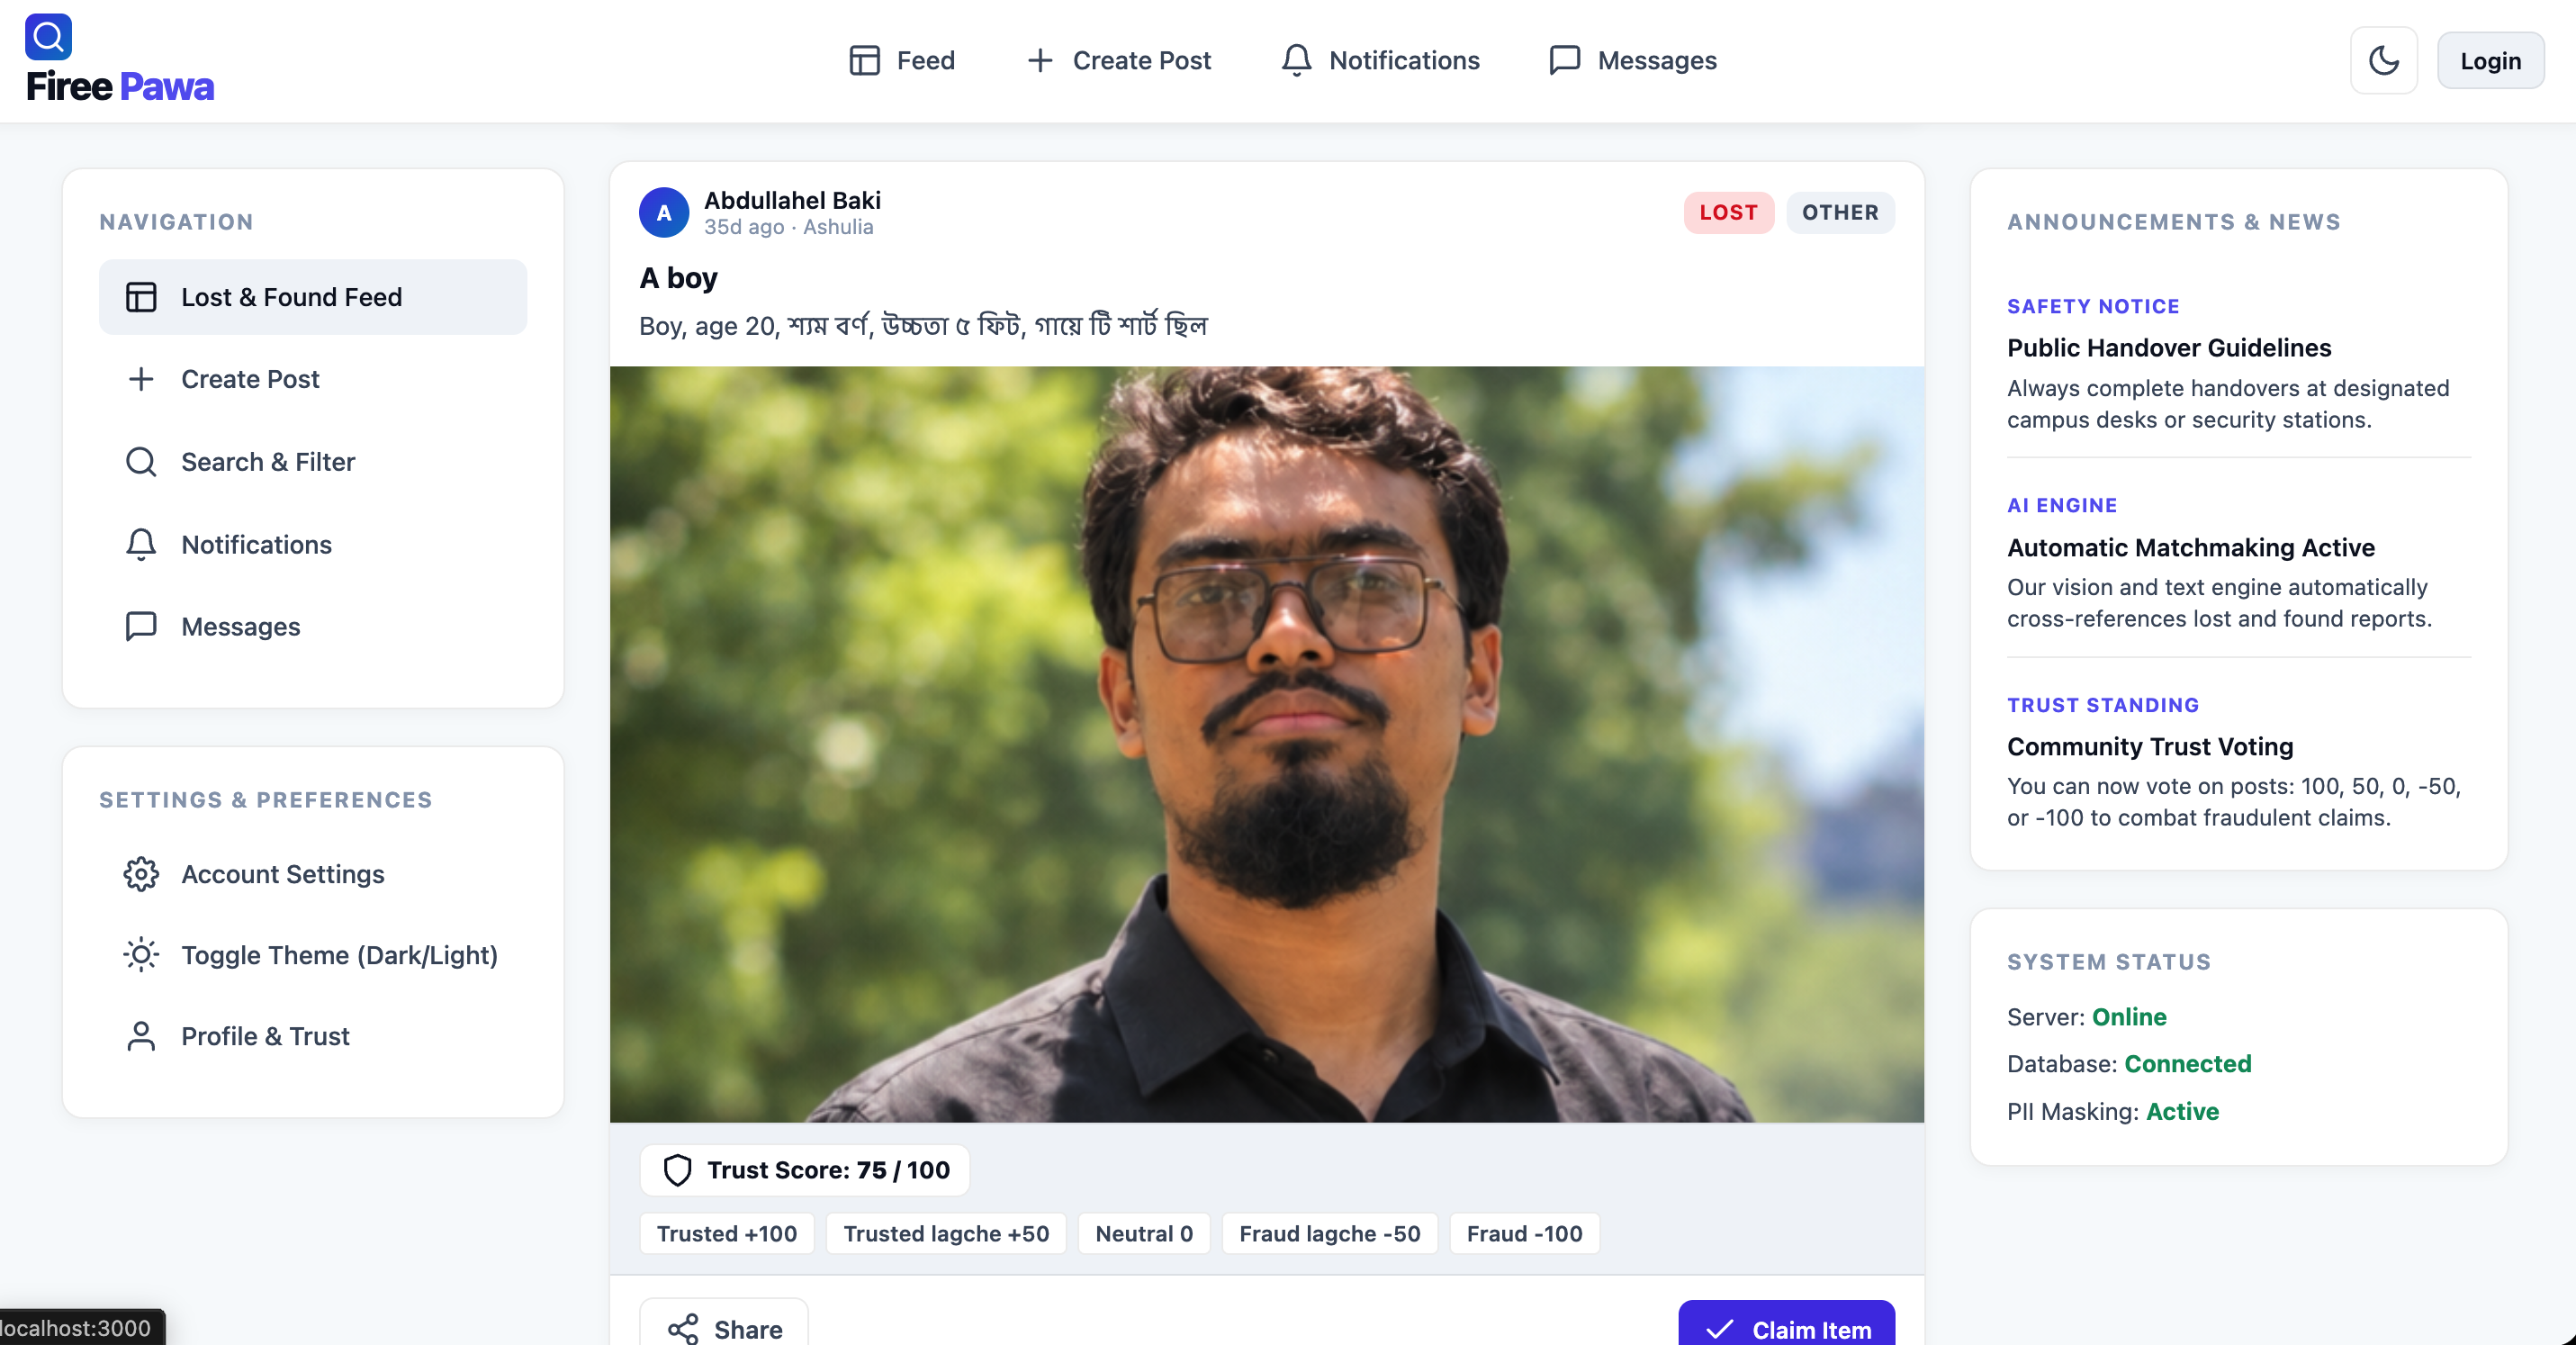 Firee Pawa
Feed
Create Post
Notifications
Messages
Login
NAVIGATION
Lost & Found Feed
Create Post
Search & Filter
Notifications
Messages
SETTINGS & PREFERENCES
Account Settings
Toggle Theme (Dark/Light)
Profile & Trust
A
Abdullahel Baki
35d ago · Ashulia
LOST
OTHER
A boy
Boy, age 20, শ্যম বর্ণ, উচ্চতা ৫ ফিট, গায়ে টি শার্ট ছিল
Trust Score: 75 / 100
Trusted +100
Trusted lagche +50
Neutral 0
Fraud lagche -50
Fraud -100
Share
Claim Item
ANNOUNCEMENTS & NEWS
SAFETY NOTICE
Public Handover Guidelines
Always complete handovers at designated
campus desks or security stations.
AI ENGINE
Automatic Matchmaking Active
Our vision and text engine automatically
cross-references lost and found reports.
TRUST STANDING
Community Trust Voting
You can now vote on posts: 100, 50, 0, -50,
or -100 to combat fraudulent claims.
SYSTEM STATUS
Server: Online
Database: Connected
PII Masking: Active
localhost:3000